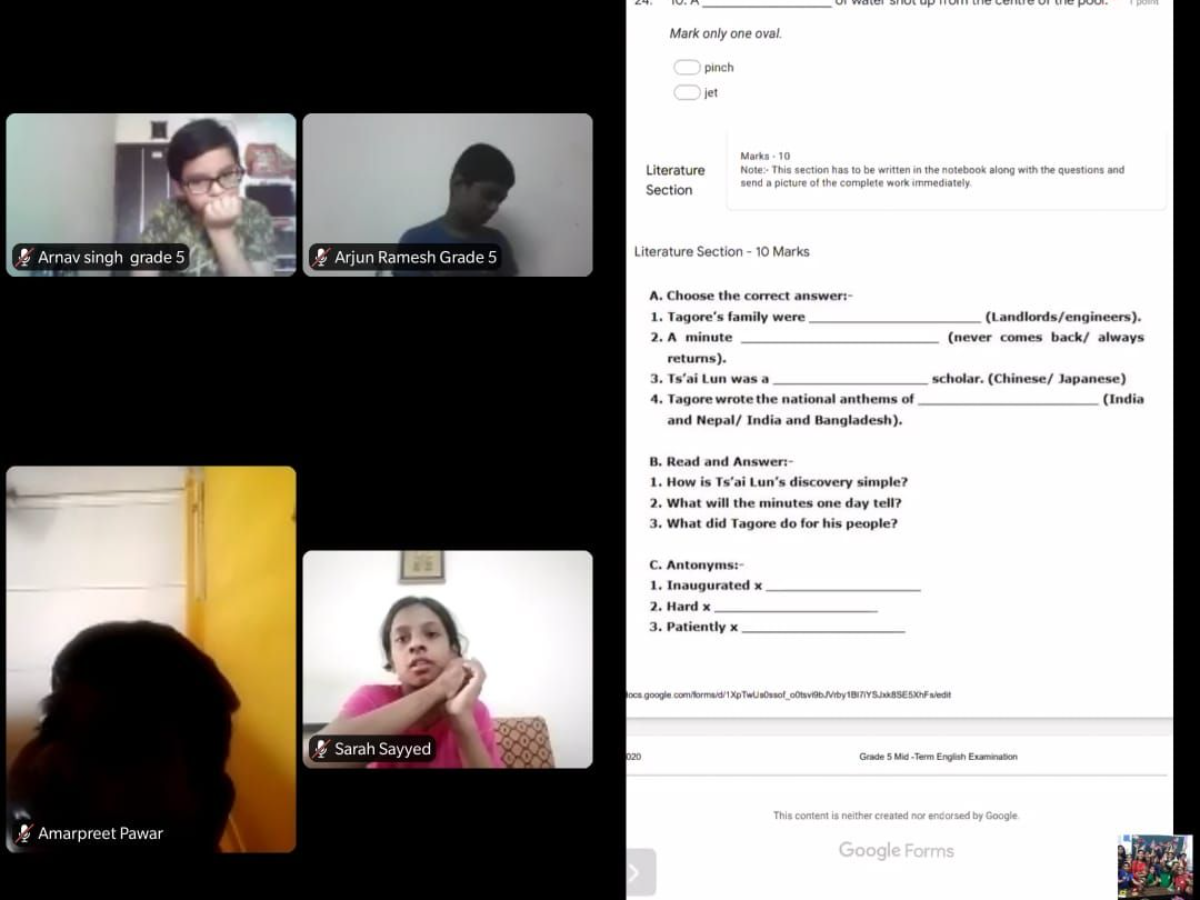 Arnav singh grade 5
Arjun Ramesh Grade 5
Amarpreet Pawar
Sarah Sayyed
24. 10. A ________________ of water shot up from the centre of the pool. 1 point
Mark only one oval.
pinch
jet
Literature
Section
Marks - 10
Note:- This section has to be written in the notebook along with the questions and
send a picture of the complete work immediately.
Literature Section - 10 Marks
A. Choose the correct answer:-
1. Tagore's family were ________________ (Landlords/engineers).
2. A minute ________________ (never comes back/ always
returns).
3. Ts'ai Lun was a ________________ scholar. (Chinese/ Japanese)
4. Tagore wrote the national anthems of ________________ (India
and Nepal/ India and Bangladesh).
B. Read and Answer:-
1. How is Ts'ai Lun's discovery simple?
2. What will the minutes one day tell?
3. What did Tagore do for his people?
C. Antonyms:-
1. Inaugurated x ________________
2. Hard x ________________
3. Patiently x ________________
020
Grade 5 Mid -Term English Examination
This content is neither created nor endorsed by Google.
Google Forms